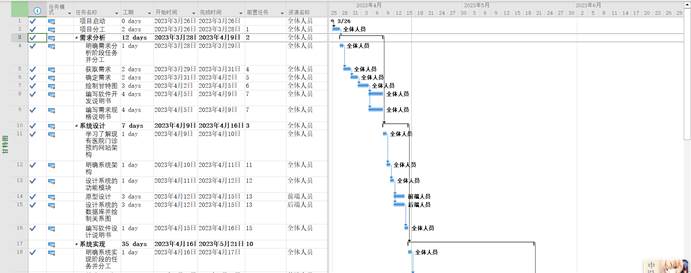 2023年4月 2023年5月 2023年6月
任务模式 任务名称 工期 开始时间 完成时间 前置任务 资源名称 25 30 5 10 15 20 25 30 5 10 15 20 25 30
1 项目启动 0 days 2023年3月26日 2023年3月26日 全体人员 3/26
2 项目分工 2 days 2023年3月26日 2023年3月28日 1 全体人员 全体人员
3 需求分析 12 days 2023年3月28日 2023年4月9日 2 全体人员
4 明确需求分析阶段任务并分工 1 day 2023年3月28日 2023年3月29日 全体人员 全体人员
5 获取需求 2 days 2023年3月29日 2023年3月31日 4 全体人员 全体人员
6 确定需求 2 days 2023年3月31日 2023年4月2日 5 全体人员 全体人员
7 绘制甘特图 3 days 2023年4月2日 2023年4月5日 6 全体人员 全体人员
8 编写软件开发说明书 4 days 2023年4月5日 2023年4月9日 7 全体人员 全体人员
9 编写需求规格说明书 4 days 2023年4月5日 2023年4月9日 7 全体人员 全体人员
10 系统设计 7 days 2023年4月9日 2023年4月16日 3 全体人员
11 学习了解现有医院门诊预约网站架构 1 day 2023年4月9日 2023年4月10日 全体人员 全体人员
12 明确系统架构 1 day 2023年4月10日 2023年4月11日 11 全体人员 全体人员
13 设计系统的功能模块 1 day 2023年4月11日 2023年4月12日 12 全体人员 全体人员
14 原型设计 3 days 2023年4月12日 2023年4月15日 13 前端人员 前端人员
15 设计系统的数据库并绘制关系图 3 days 2023年4月12日 2023年4月15日 13 后端人员 后端人员
16 编写软件设计说明书 1 day 2023年4月15日 2023年4月16日 15 全体人员 全体人员
17 系统实现 35 days 2023年4月16日 2023年5月21日 10 全体人员
18 明确系统实现阶段的任务并分工 1 day 2023年4月16日 2023年4月17日 全体人员 全体人员
甘特图
中